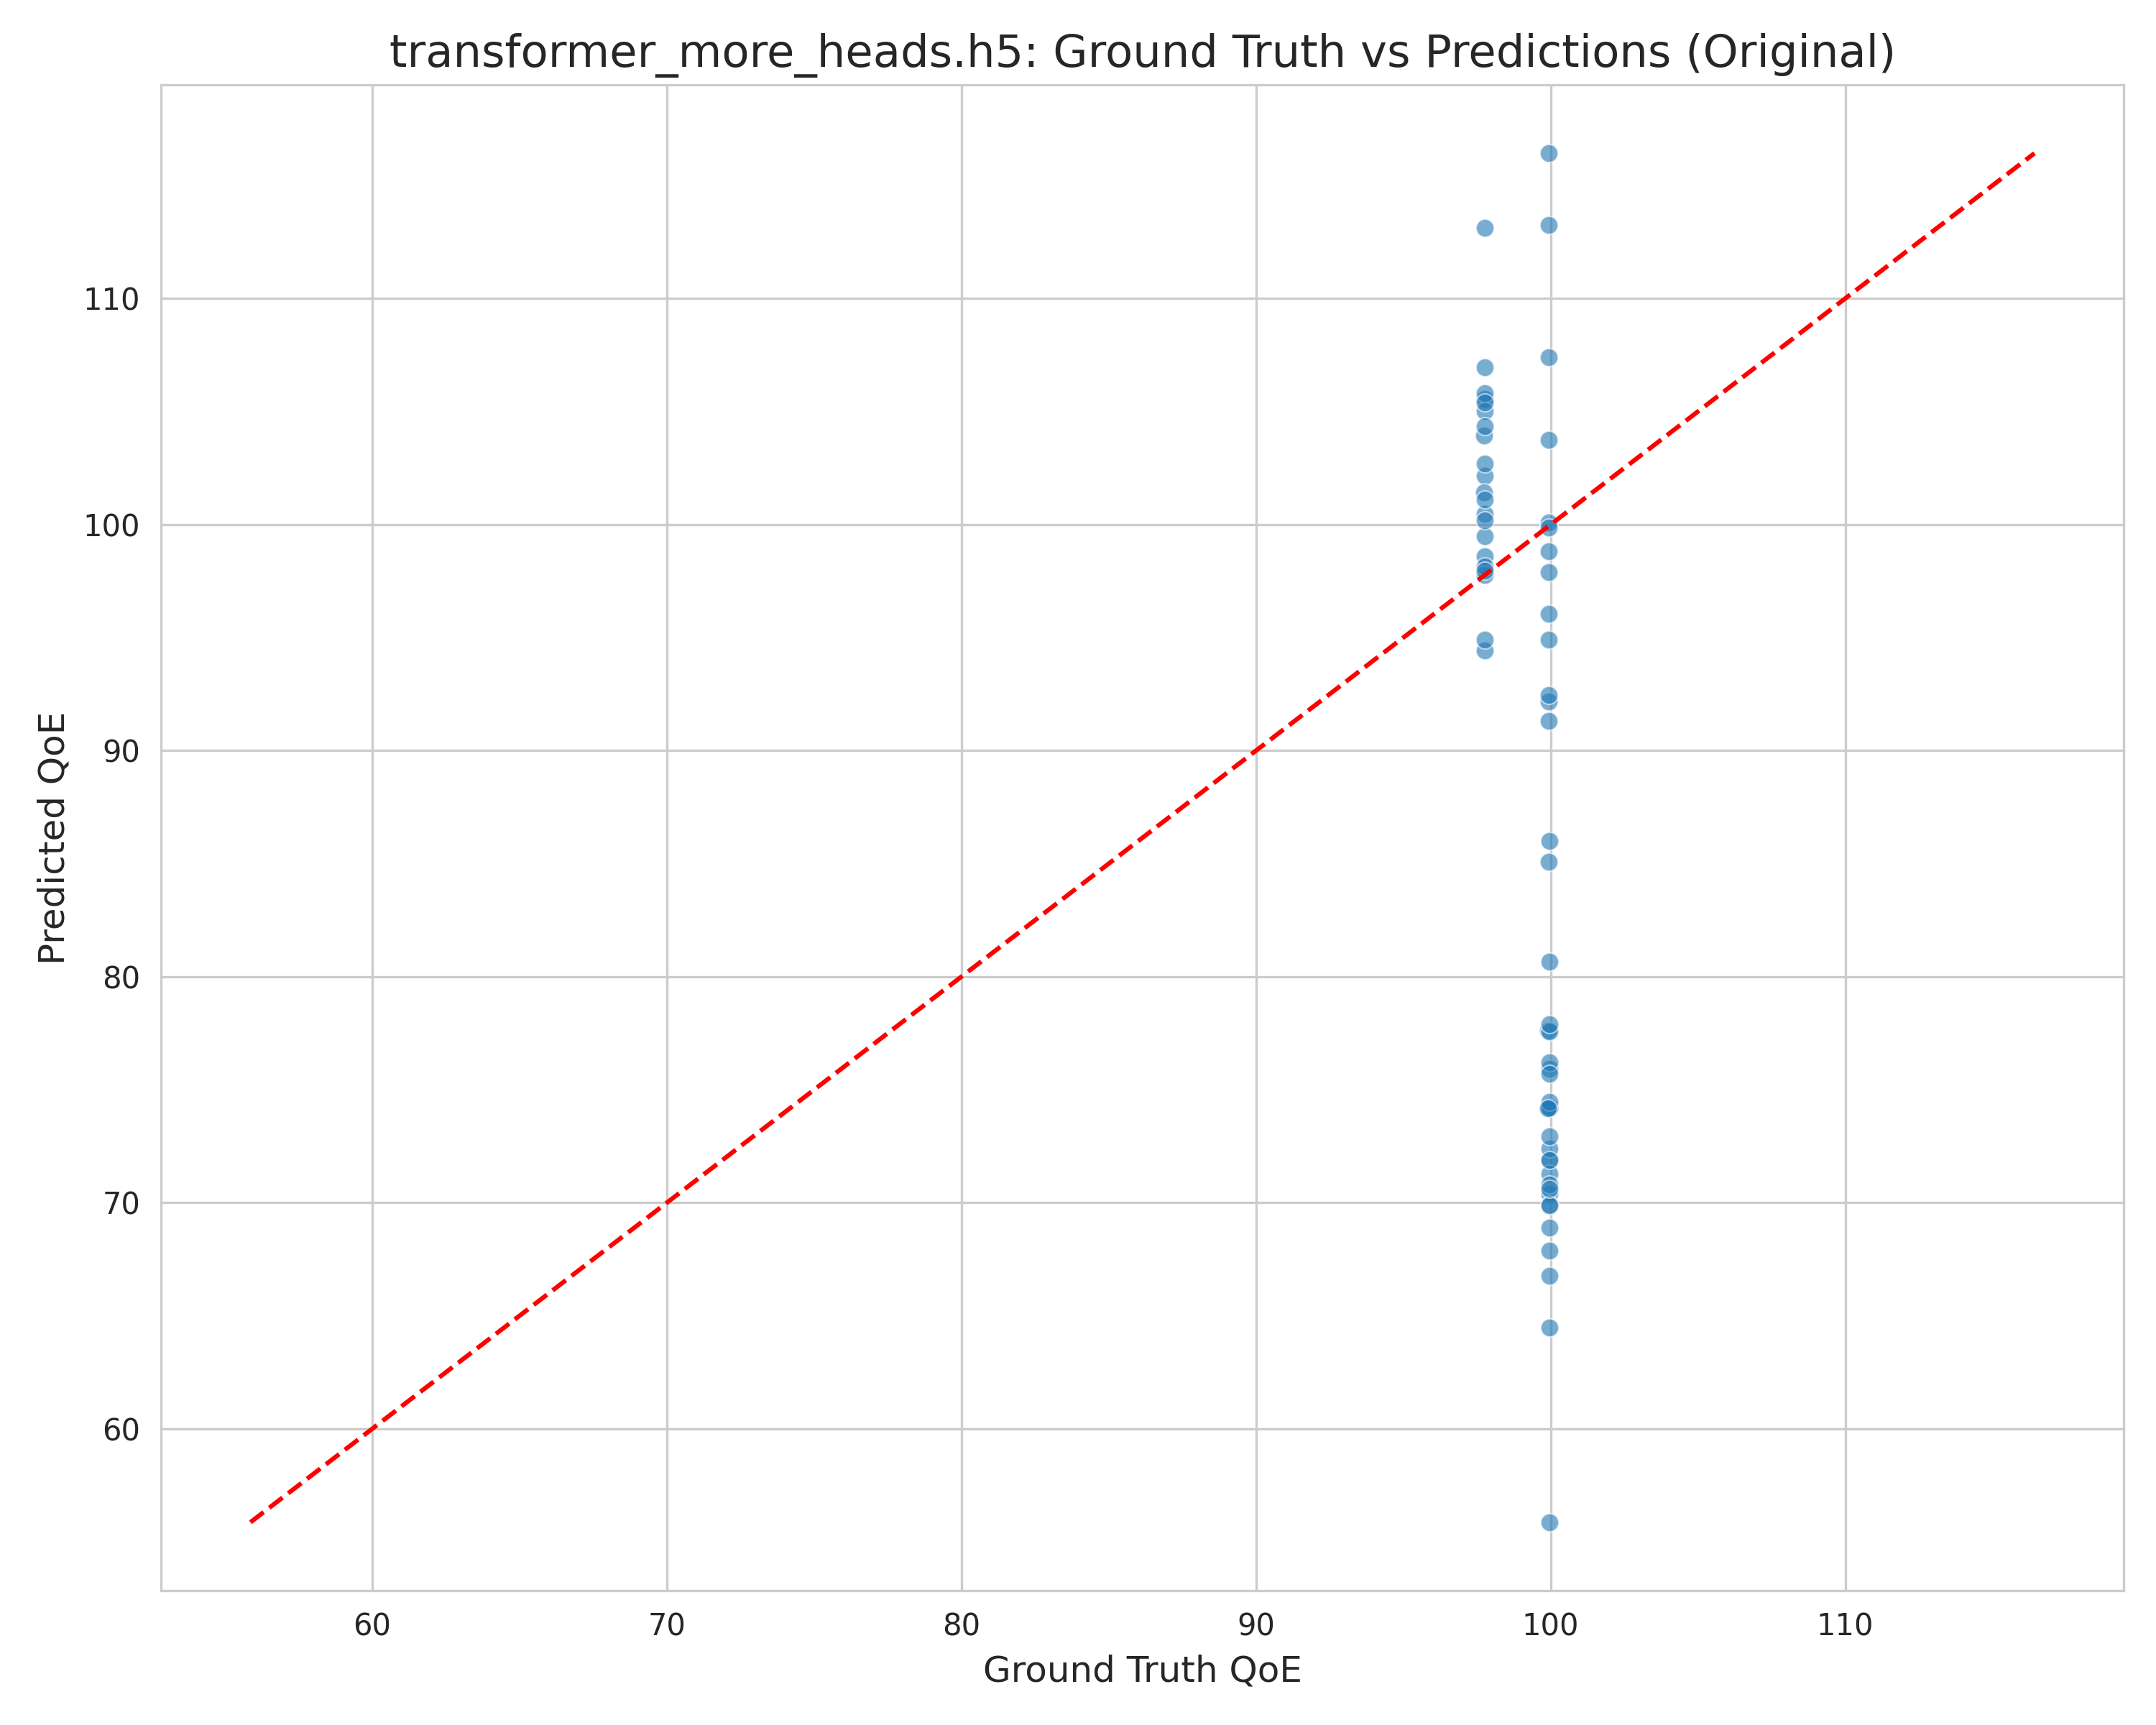 transformer_more_heads.h5: Ground Truth vs Predictions (Original)
110
100
90
80
70
60
Predicted QoE
60 70 80 90 100 110
Ground Truth QoE